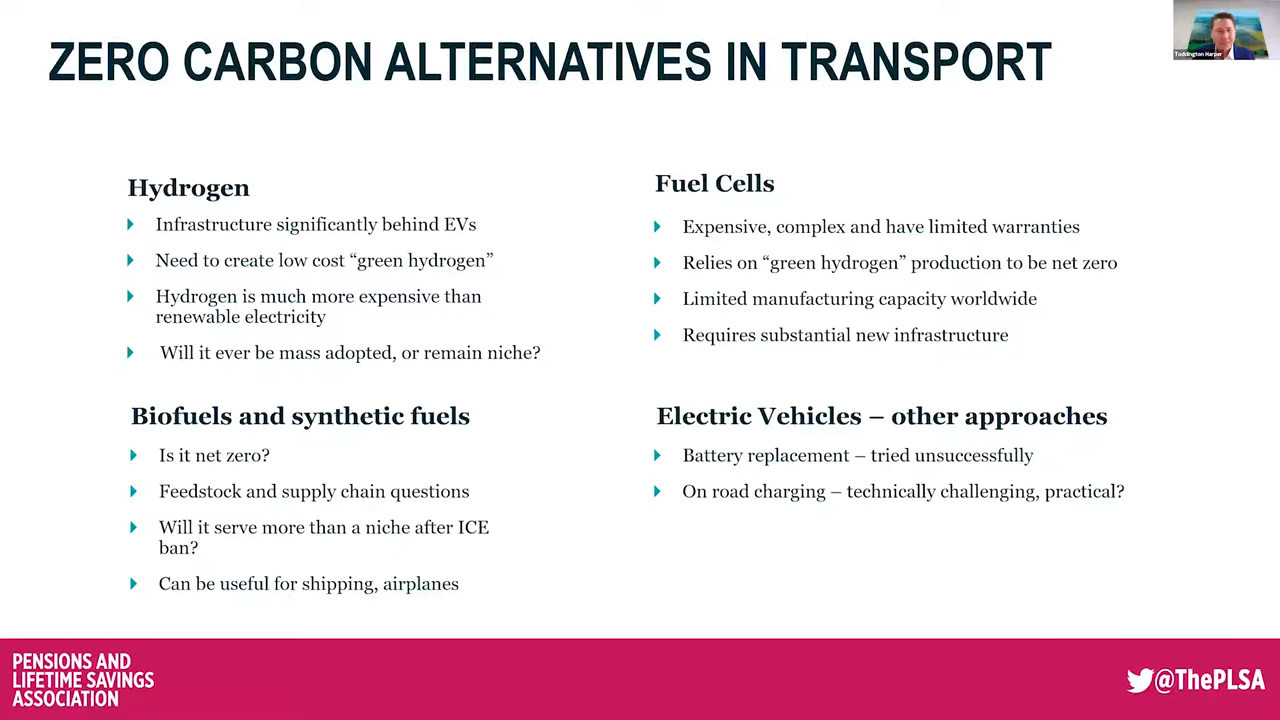 ZERO CARBON ALTERNATIVES IN TRANSPORT
Toddington Harper
Hydrogen
Infrastructure significantly behind EVs
Need to create low cost “green hydrogen”
Hydrogen is much more expensive than
renewable electricity
Will it ever be mass adopted, or remain niche?
Fuel Cells
Expensive, complex and have limited warranties
Relies on “green hydrogen” production to be net zero
Limited manufacturing capacity worldwide
Requires substantial new infrastructure
Biofuels and synthetic fuels
Is it net zero?
Feedstock and supply chain questions
Will it serve more than a niche after ICE
ban?
Can be useful for shipping, airplanes
Electric Vehicles – other approaches
Battery replacement – tried unsuccessfully
On road charging – technically challenging, practical?
PENSIONS AND
LIFETIME SAVINGS
ASSOCIATION
@ThePLSA